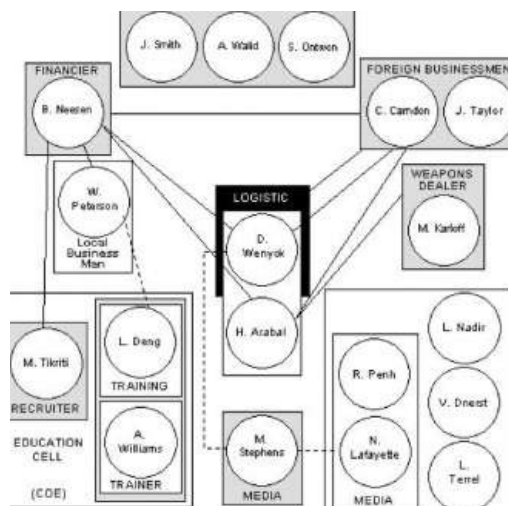 J. Smith
A. Walid
S. Ontwon
FINANCIER
B. Neesen
FOREIGN BUSINESSMEN
C. Camdon
J. Taylor
W.
Peterson
Local
Business
Man
LOGISTIC
D.
Wenyok
H. Arabal
WEAPONS
DEALER
M. Karloff
M. Tikriti
RECRUITER
EDUCATION
CELL
(COE)
L. Deng
TRAINING
A.
Williams
TRAINER
M.
Stephens
MEDIA
R. Penh
N.
Lafayette
MEDIA
L. Nadir
V. Dnerst
L.
Terrel